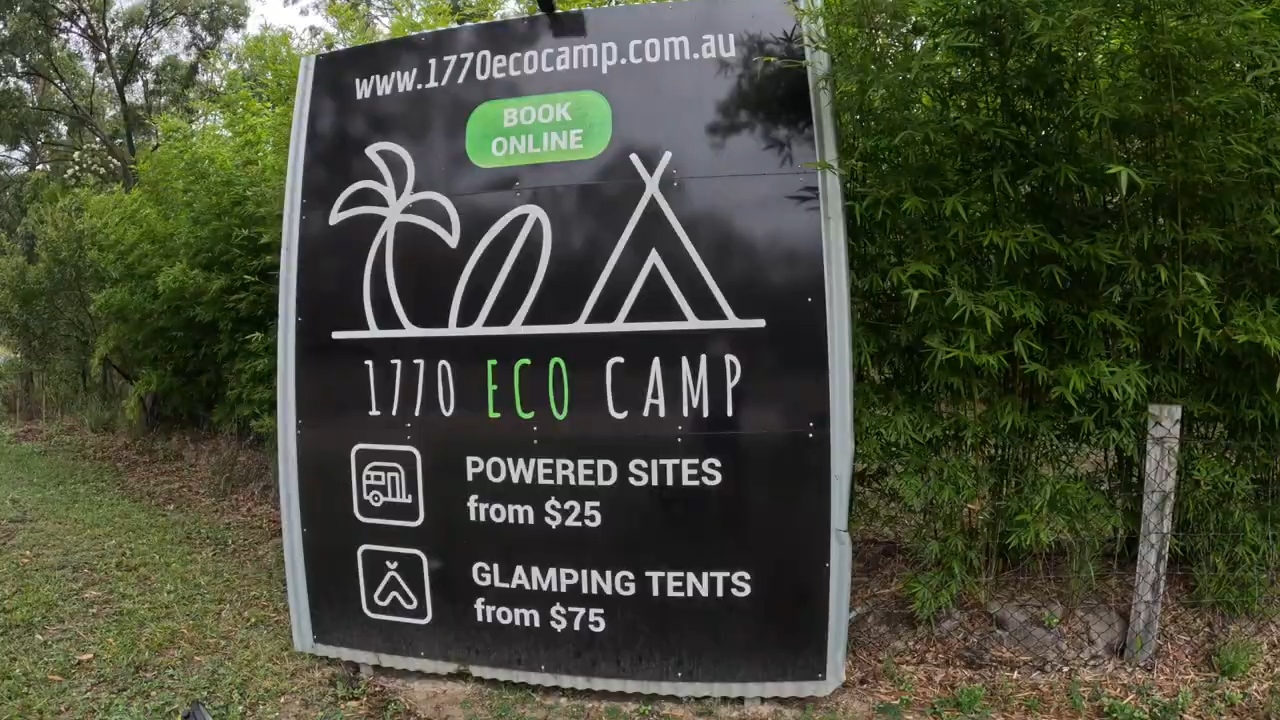 www.1770ecocamp.com.au
BOOK
ONLINE
1770 ECO CAMP
POWERED SITES
from $25
GLAMPING TENTS
from $75